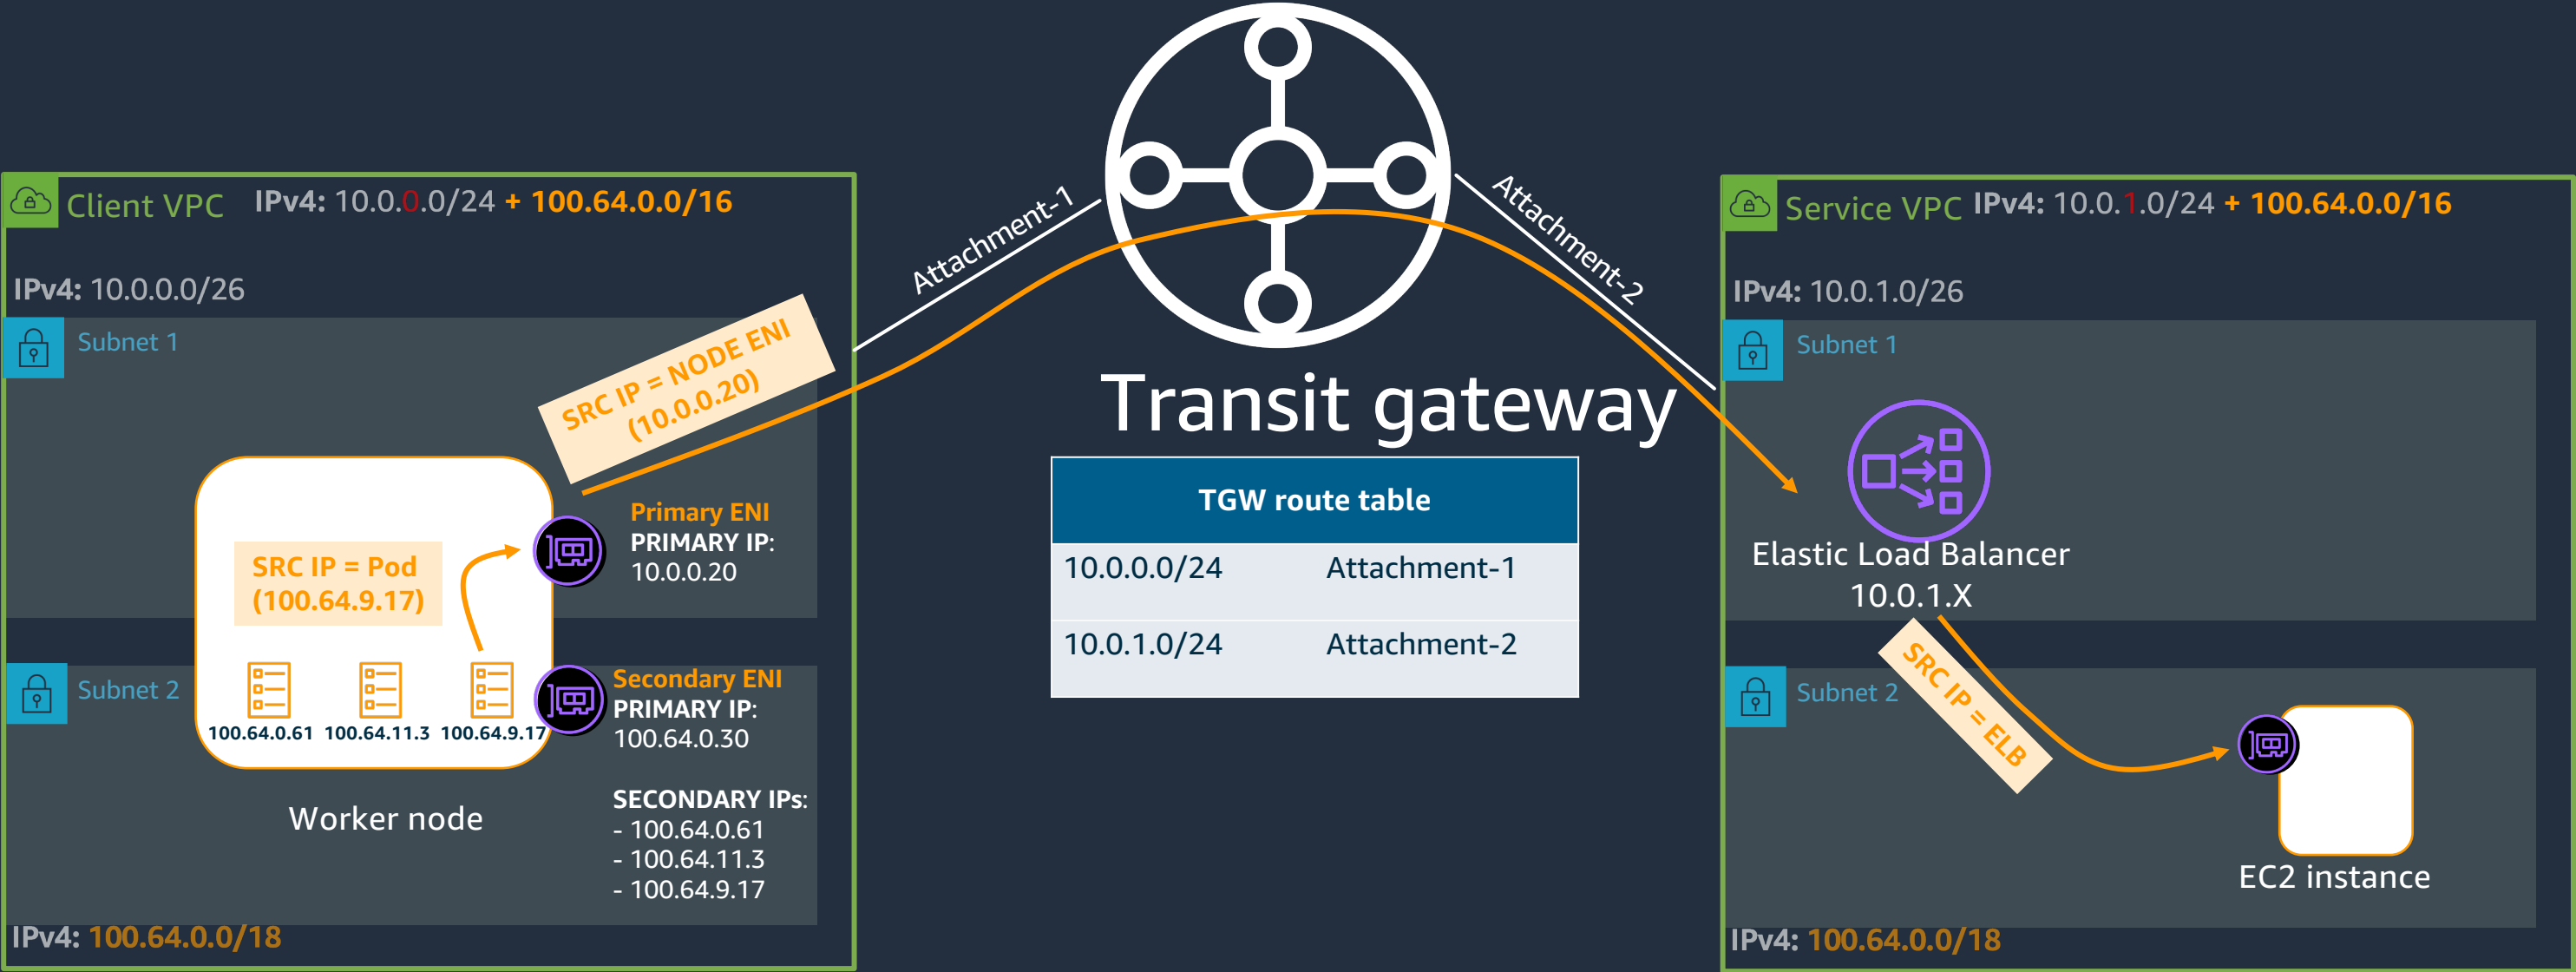 Client VPC IPv4: 10.0.0.0/24 + 100.64.0.0/16
IPv4: 10.0.0.0/26
Subnet 1
SRC IP = NODE ENI
(10.0.0.20)
Primary ENI
PRIMARY IP:
10.0.0.20
SRC IP = Pod
(100.64.9.17)
Subnet 2
100.64.0.61 100.64.11.3 100.64.9.17
Secondary ENI
PRIMARY IP:
100.64.0.30
SECONDARY IPs:
- 100.64.0.61
- 100.64.11.3
- 100.64.9.17
Worker node
IPv4: 100.64.0.0/18
Attachment-1
Attachment-2
Transit gateway
TGW route table
10.0.0.0/24 Attachment-1
10.0.1.0/24 Attachment-2
Service VPC IPv4: 10.0.1.0/24 + 100.64.0.0/16
IPv4: 10.0.1.0/26
Subnet 1
Elastic Load Balancer
10.0.1.X
SRC IP = ELB
Subnet 2
EC2 instance
IPv4: 100.64.0.0/18